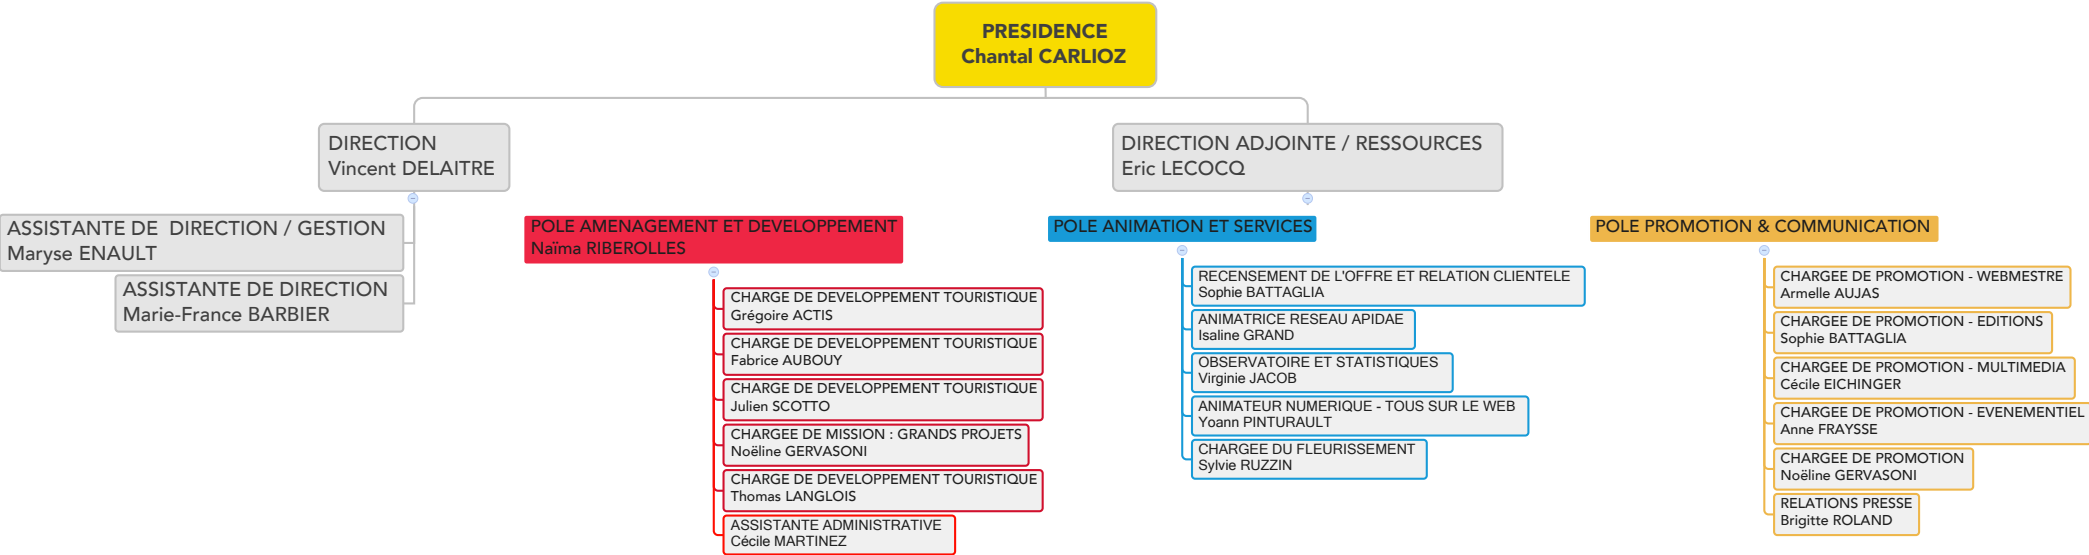 PRESIDENCE
Chantal CARLIOZ
DIRECTION
Vincent DELAITRE
DIRECTION ADJOINTE / RESSOURCES
Eric LECOCQ
ASSISTANTE DE DIRECTION / GESTION
Maryse ENAULT
ASSISTANTE DE DIRECTION
Marie-France BARBIER
POLE AMENAGEMENT ET DEVELOPPEMENT
Naïma RIBEROLLES
CHARGE DE DEVELOPPEMENT TOURISTIQUE
Grégoire ACTIS
CHARGE DE DEVELOPPEMENT TOURISTIQUE
Fabrice AUBOUY
CHARGE DE DEVELOPPEMENT TOURISTIQUE
Julien SCOTTO
CHARGEE DE MISSION : GRANDS PROJETS
Noëline GERVASONI
CHARGE DE DEVELOPPEMENT TOURISTIQUE
Thomas LANGLOIS
ASSISTANTE ADMINISTRATIVE
Cécile MARTINEZ
POLE ANIMATION ET SERVICES
RECENSEMENT DE L'OFFRE ET RELATION CLIENTELE
Sophie BATTAGLIA
ANIMATRICE RESEAU APIDAE
Isaline GRAND
OBSERVATOIRE ET STATISTIQUES
Virginie JACOB
ANIMATEUR NUMERIQUE - TOUS SUR LE WEB
Yoann PINTURAULT
CHARGEE DU FLEURISSEMENT
Sylvie RUZZIN
POLE PROMOTION & COMMUNICATION
CHARGEE DE PROMOTION - WEBMESTRE
Armelle AUJAS
CHARGEE DE PROMOTION - EDITIONS
Sophie BATTAGLIA
CHARGEE DE PROMOTION - MULTIMEDIA
Cécile EICHINGER
CHARGEE DE PROMOTION - EVENEMENTIEL
Anne FRAYSSE
CHARGEE DE PROMOTION
Noëline GERVASONI
RELATIONS PRESSE
Brigitte ROLAND